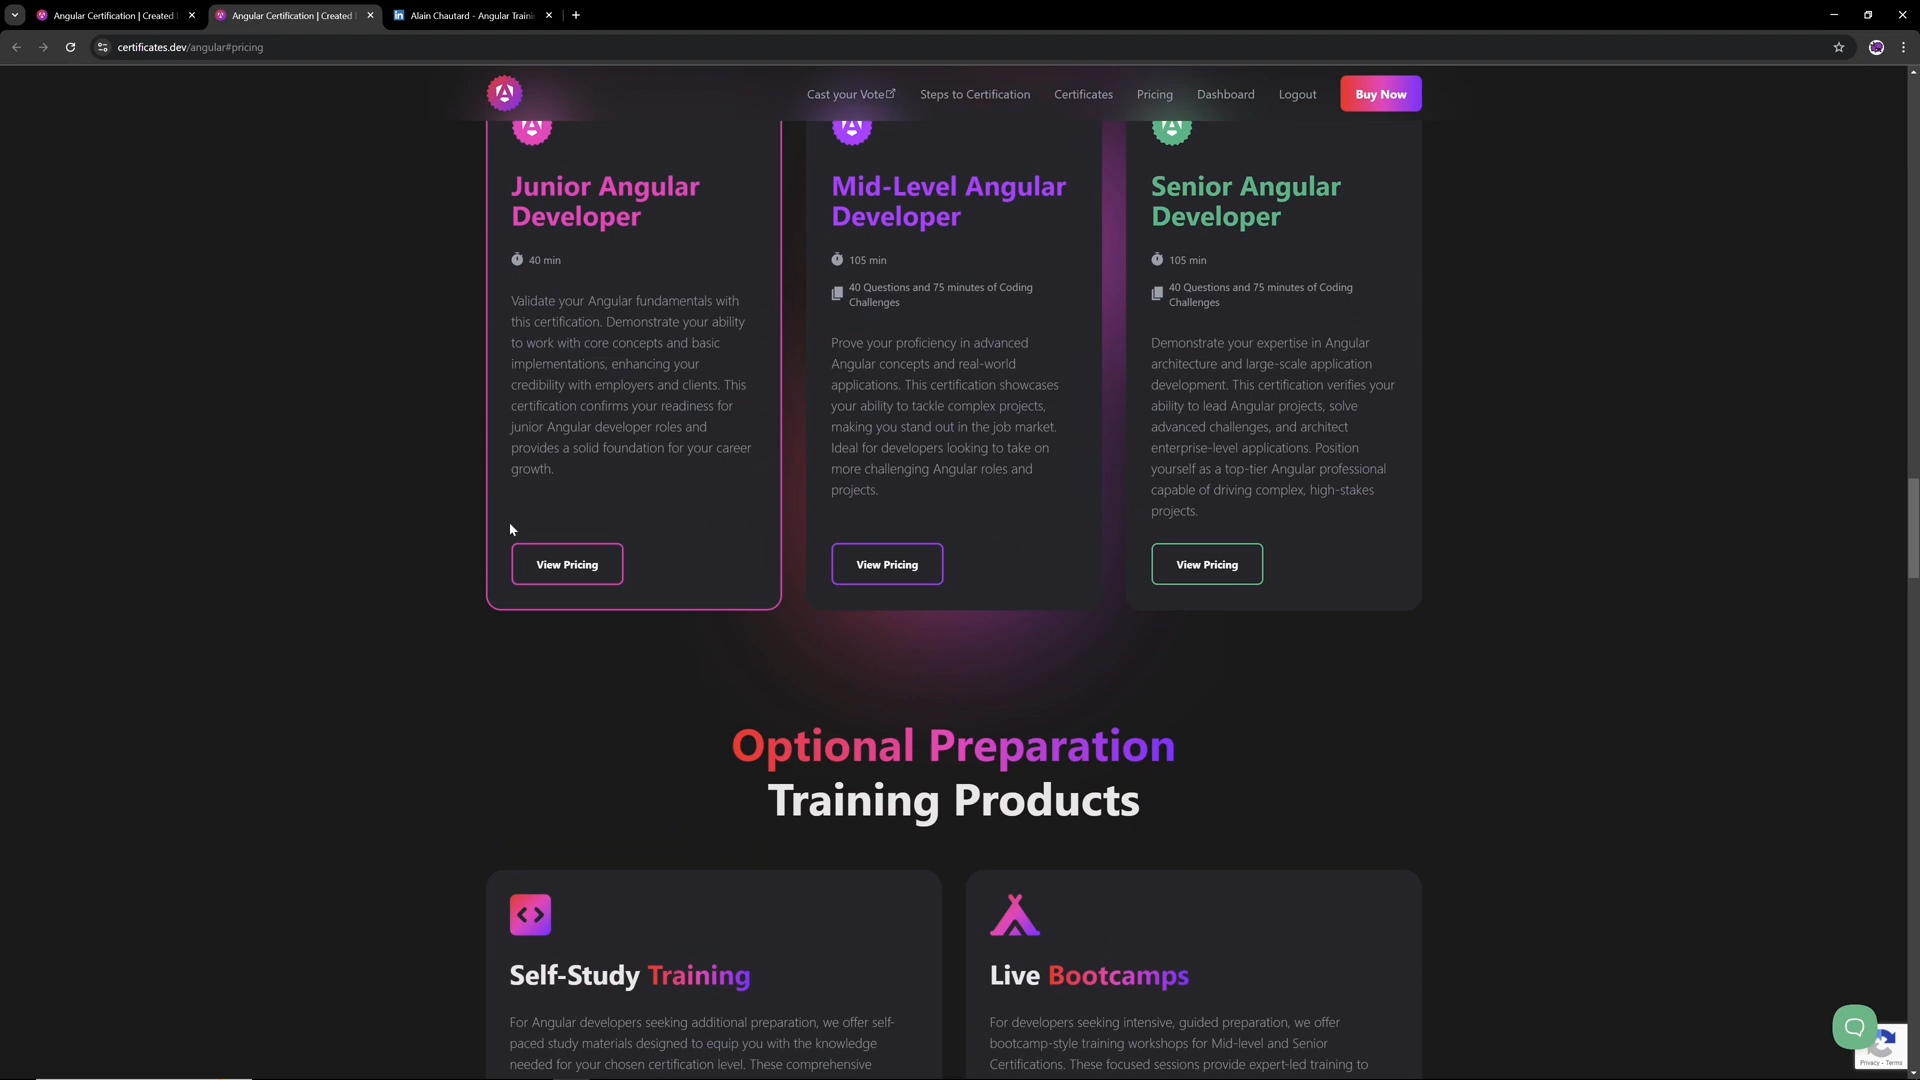 Angular Certification | Created
Angular Certification | Created
Alain Chautard - Angular Traini
certificates.dev/angular#pricing
Cast your Vote
Steps to Certification
Certificates
Pricing
Dashboard
Logout
Buy Now
Junior Angular
Developer
40 min
Validate your Angular fundamentals with
this certification. Demonstrate your ability
to work with core concepts and basic
implementations, enhancing your
credibility with employers and clients. This
certification confirms your readiness for
junior Angular developer roles and
provides a solid foundation for your career
growth.
View Pricing
Mid-Level Angular
Developer
105 min
40 Questions and 75 minutes of Coding
Challenges
Prove your proficiency in advanced
Angular concepts and real-world
applications. This certification showcases
your ability to tackle complex projects,
making you stand out in the job market.
Ideal for developers looking to take on
more challenging Angular roles and
projects.
View Pricing
Senior Angular
Developer
105 min
40 Questions and 75 minutes of Coding
Challenges
Demonstrate your expertise in Angular
architecture and large-scale application
development. This certification verifies your
ability to lead Angular projects, solve
advanced challenges, and architect
enterprise-level applications. Position
yourself as a top-tier Angular professional
capable of driving complex, high-stakes
projects.
View Pricing
Optional Preparation
Training Products
Self-Study Training
For Angular developers seeking additional preparation, we offer self-
paced study materials designed to equip you with the knowledge
needed for your chosen certification level. These comprehensive
Live Bootcamps
For developers seeking intensive, guided preparation, we offer
bootcamp-style training workshops for Mid-level and Senior
Certifications. These focused sessions provide expert-led training to
Privacy - Terms